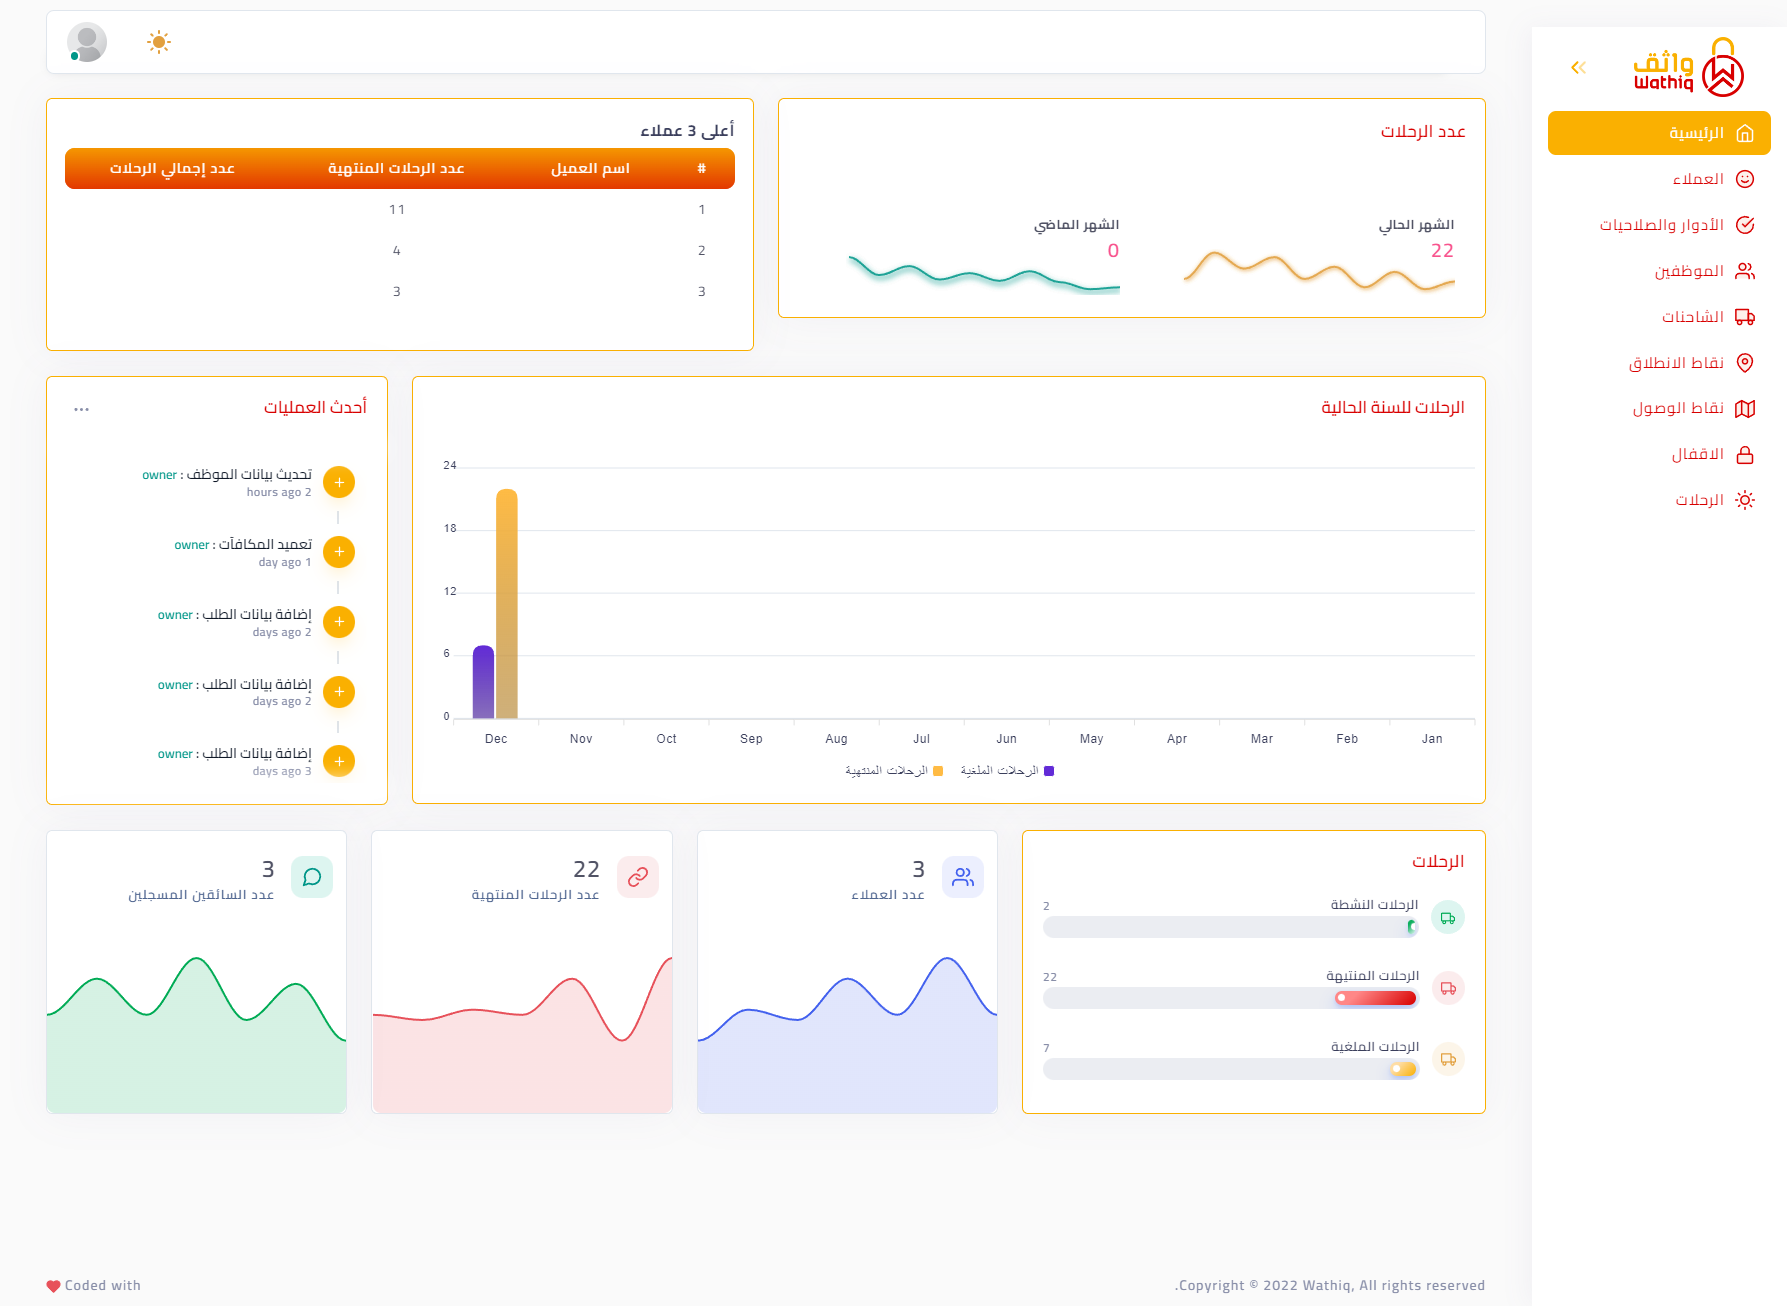 واثق
Wathiq
الرئيسية
العملاء
الأدوار والصلاحيات
الموظفين
الشاحنات
نقاط الانطلاق
نقاط الوصول
الاقفال
الرحلات
عدد الرحلات
الشهر الحالي
22
الشهر الماضي
0
أعلى 3 عملاء
# اسم العميل عدد الرحلات المنتهية عدد إجمالي الرحلات
1 11
2 4
3 3
الرحلات للسنة الحالية
24
18
12
6
0
Dec Nov Oct Sep Aug Jul Jun May Apr Mar Feb Jan
الرحلات الملغية الرحلات المنتهية
أحدث العمليات
تحديث بيانات الموظف : owner
2 hours ago
تعميد المكافآت : owner
1 day ago
إضافة بيانات الطلب : owner
2 days ago
إضافة بيانات الطلب : owner
2 days ago
إضافة بيانات الطلب : owner
3 days ago
الرحلات
الرحلات النشطة 2
الرحلات المنتيهة 22
الرحلات الملغية 7
3
عدد العملاء
22
عدد الرحلات المنتهية
3
عدد السائقين المسجلين
Copyright © 2022 Wathiq, All rights reserved.
Coded with